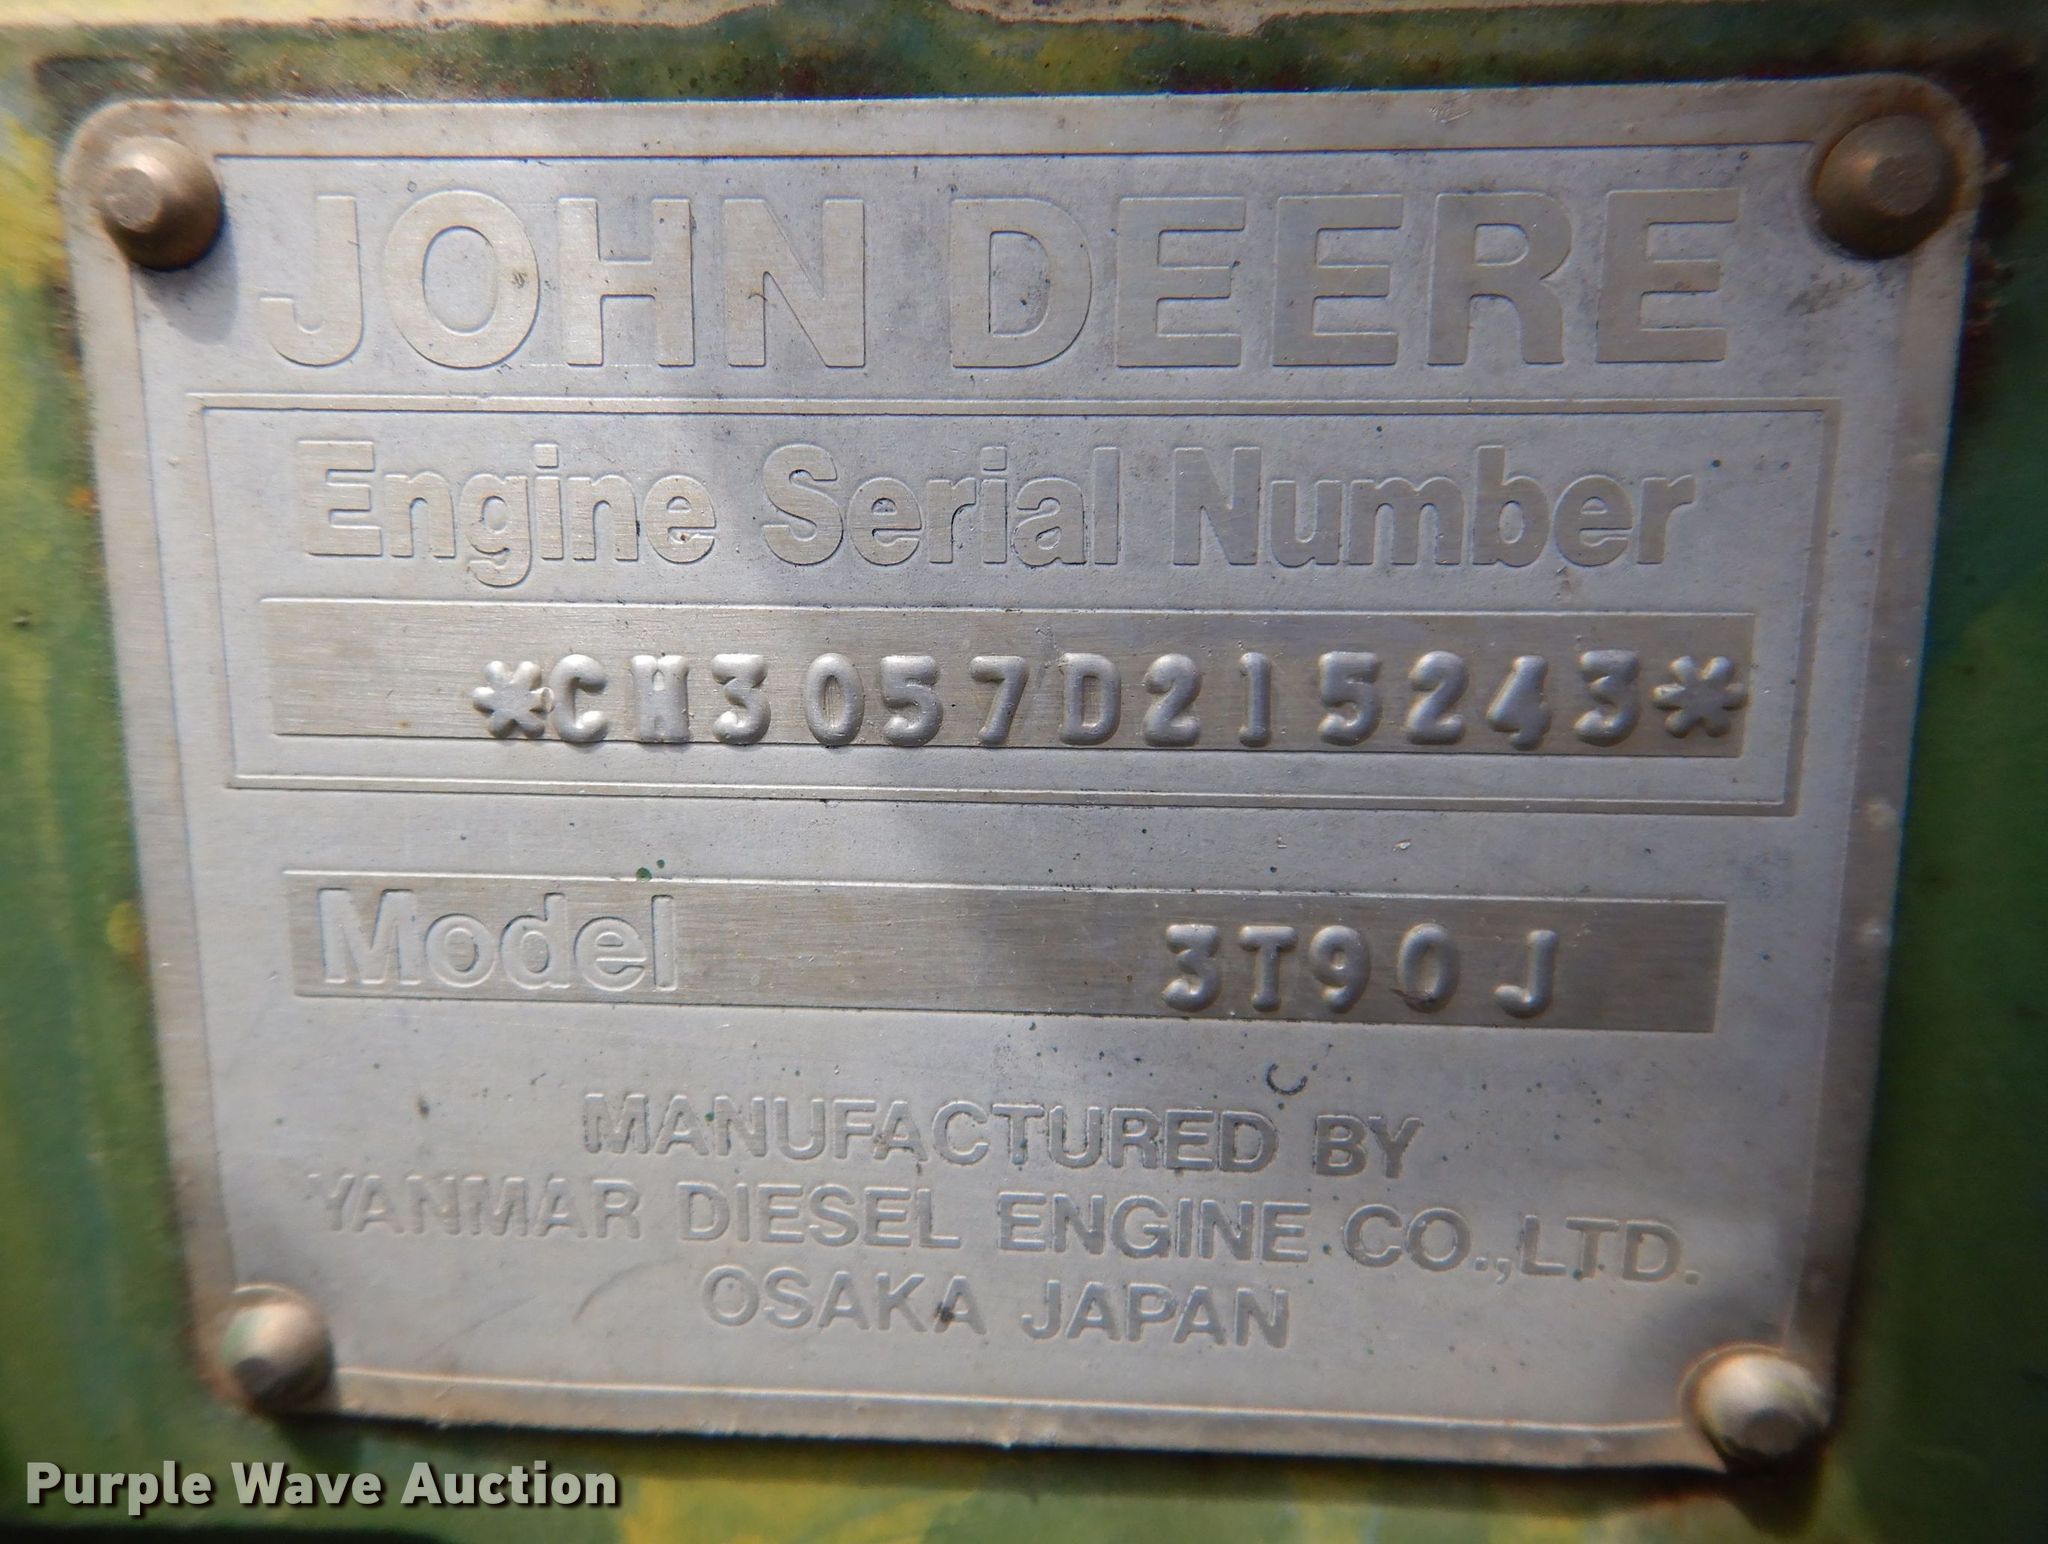 JOHN DEERE
Engine Serial Number
*CH3057D215243*
Model 3T90J
MANUFACTURED BY
YANMAR DIESEL ENGINE CO.,LTD.
OSAKA JAPAN
Purple Wave Auction